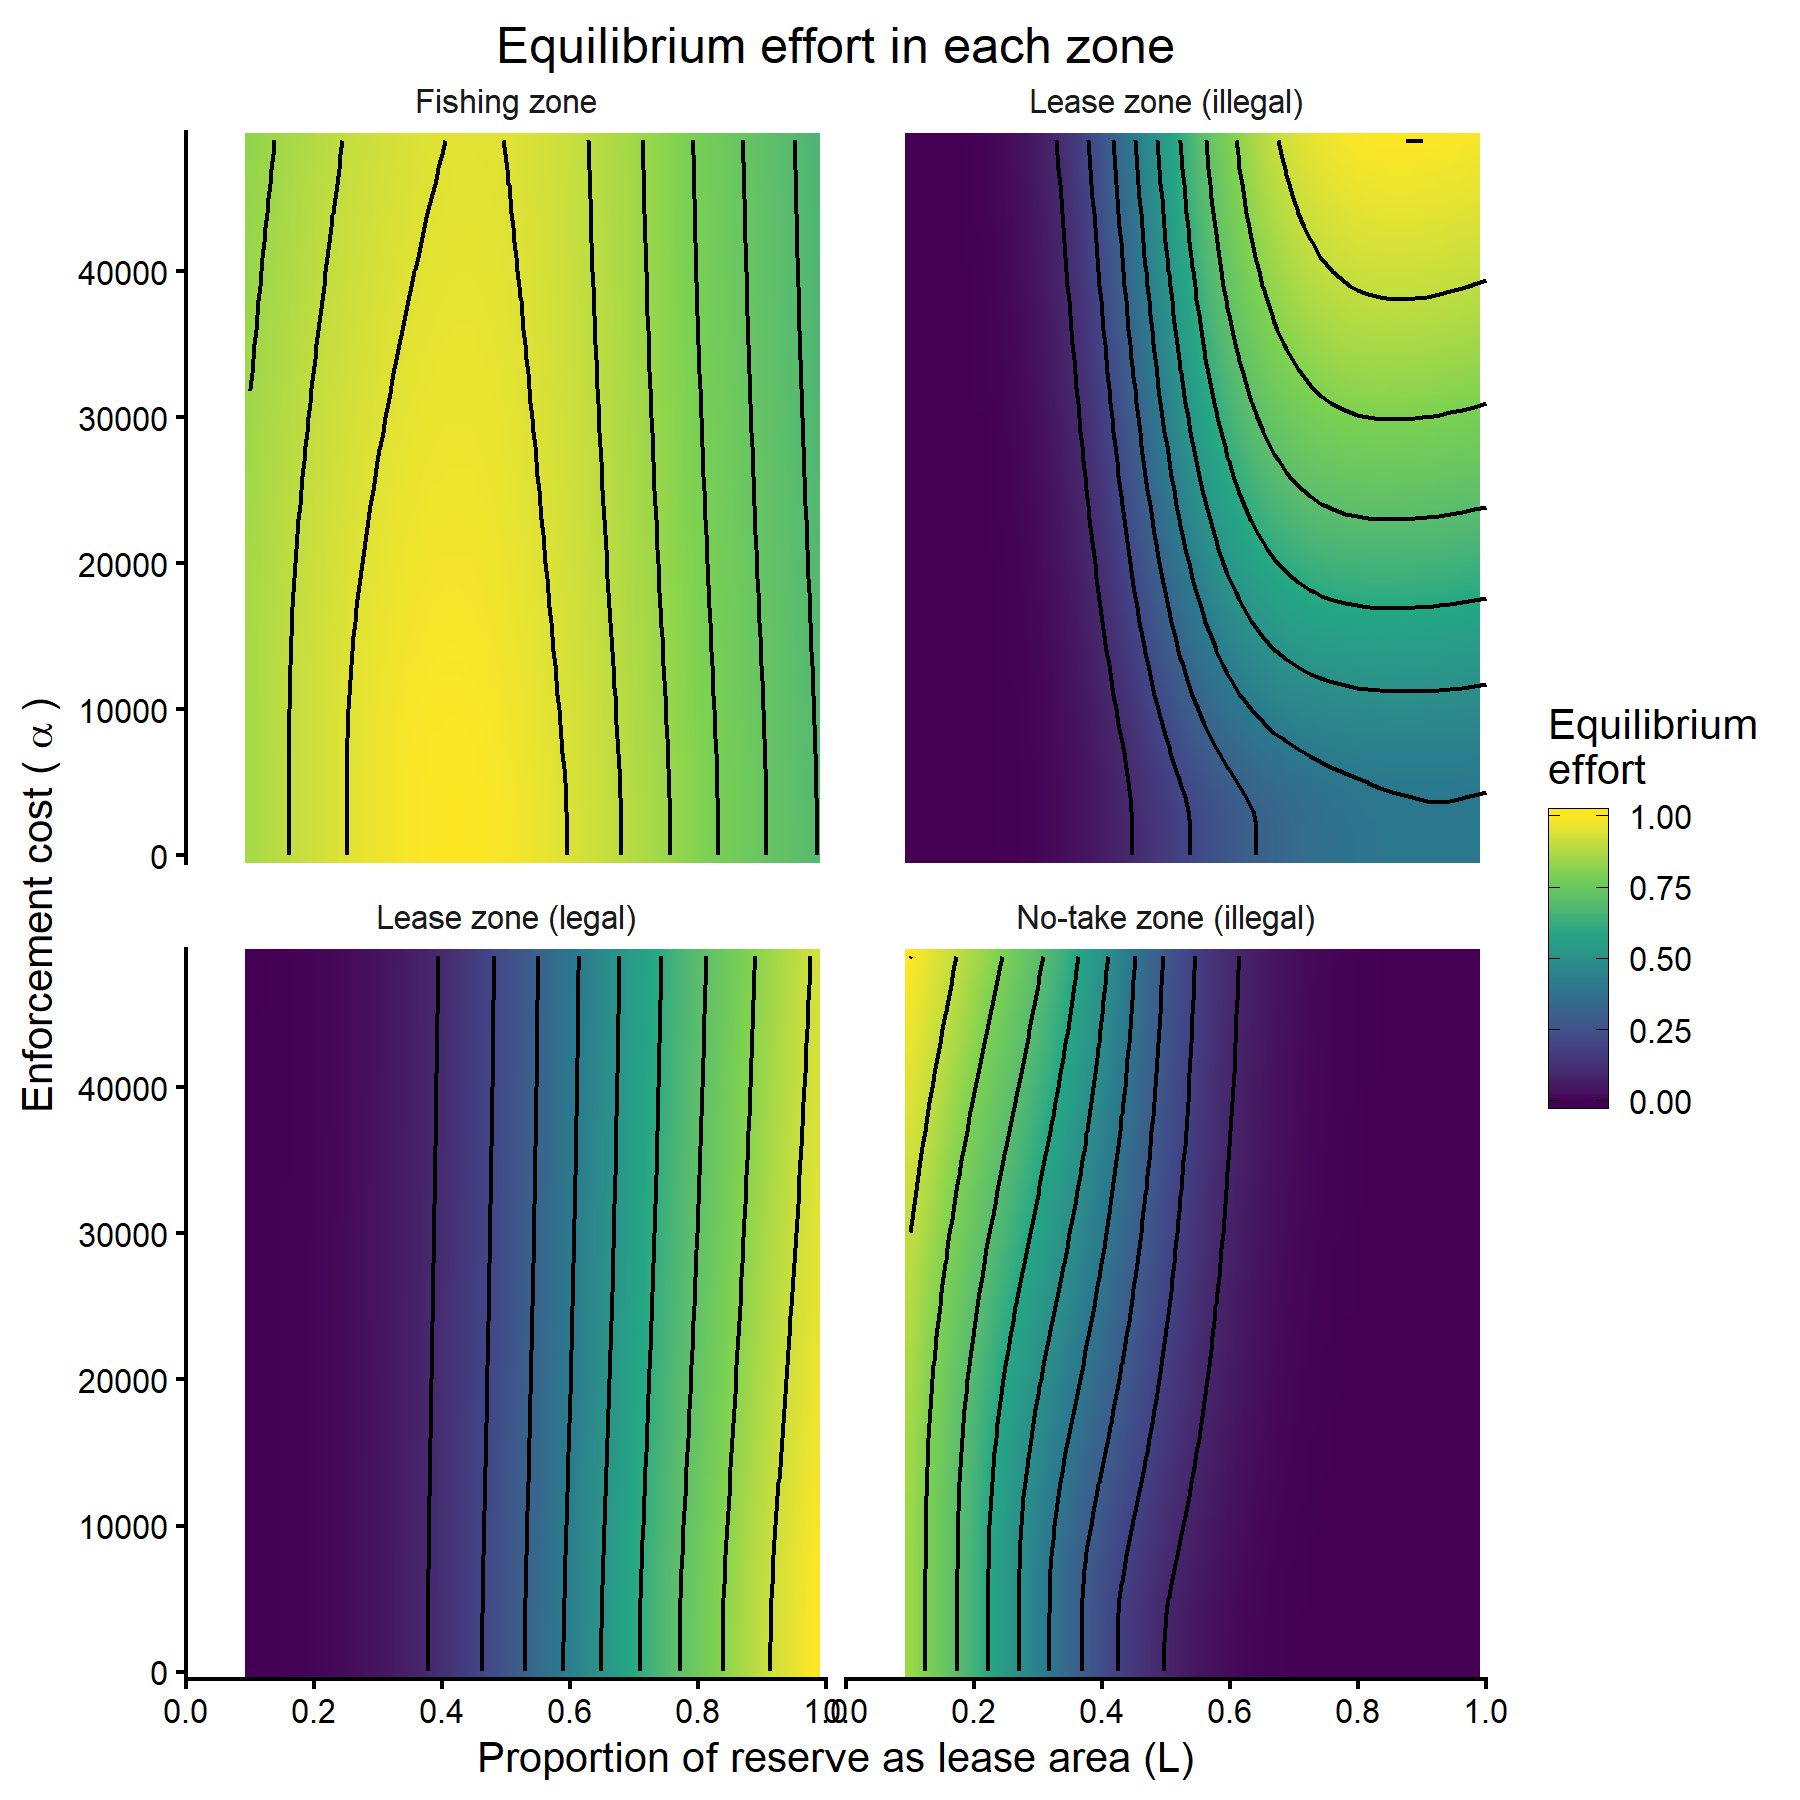 Equilibrium effort in each zone
Fishing zone
Lease zone (illegal)
40000
30000
20000
10000
0
Lease zone (legal)
No-take zone (illegal)
40000
30000
20000
10000
0
0.0 0.2 0.4 0.6 0.8 1.0
0.0 0.2 0.4 0.6 0.8 1.0
Enforcement cost ( α )
Proportion of reserve as lease area (L)
Equilibrium
effort
1.00
0.75
0.50
0.25
0.00